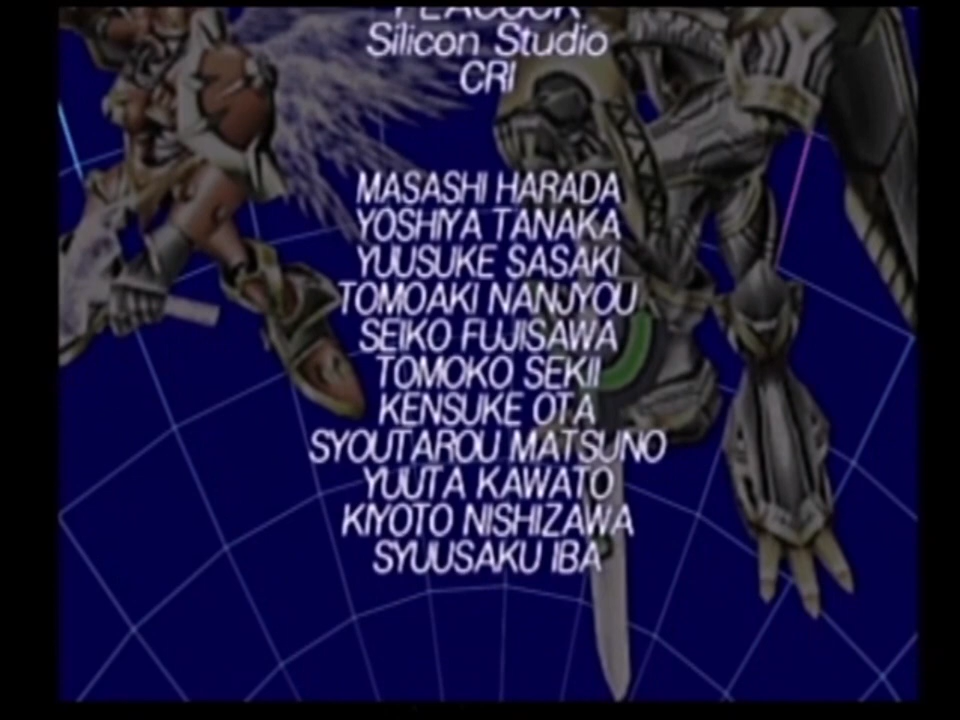 PEACOCK
Silicon Studio
CRI
MASASHI HARADA
YOSHIYA TANAKA
YUUSUKE SASAKI
TOMOAKI NANJYOU
SEIKO FUJISAWA
TOMOKO SEKII
KENSUKE OTA
SYOUTAROU MATSUNO
YUUTA KAWATO
KIYOTO NISHIZAWA
SYUUSAKU IBA